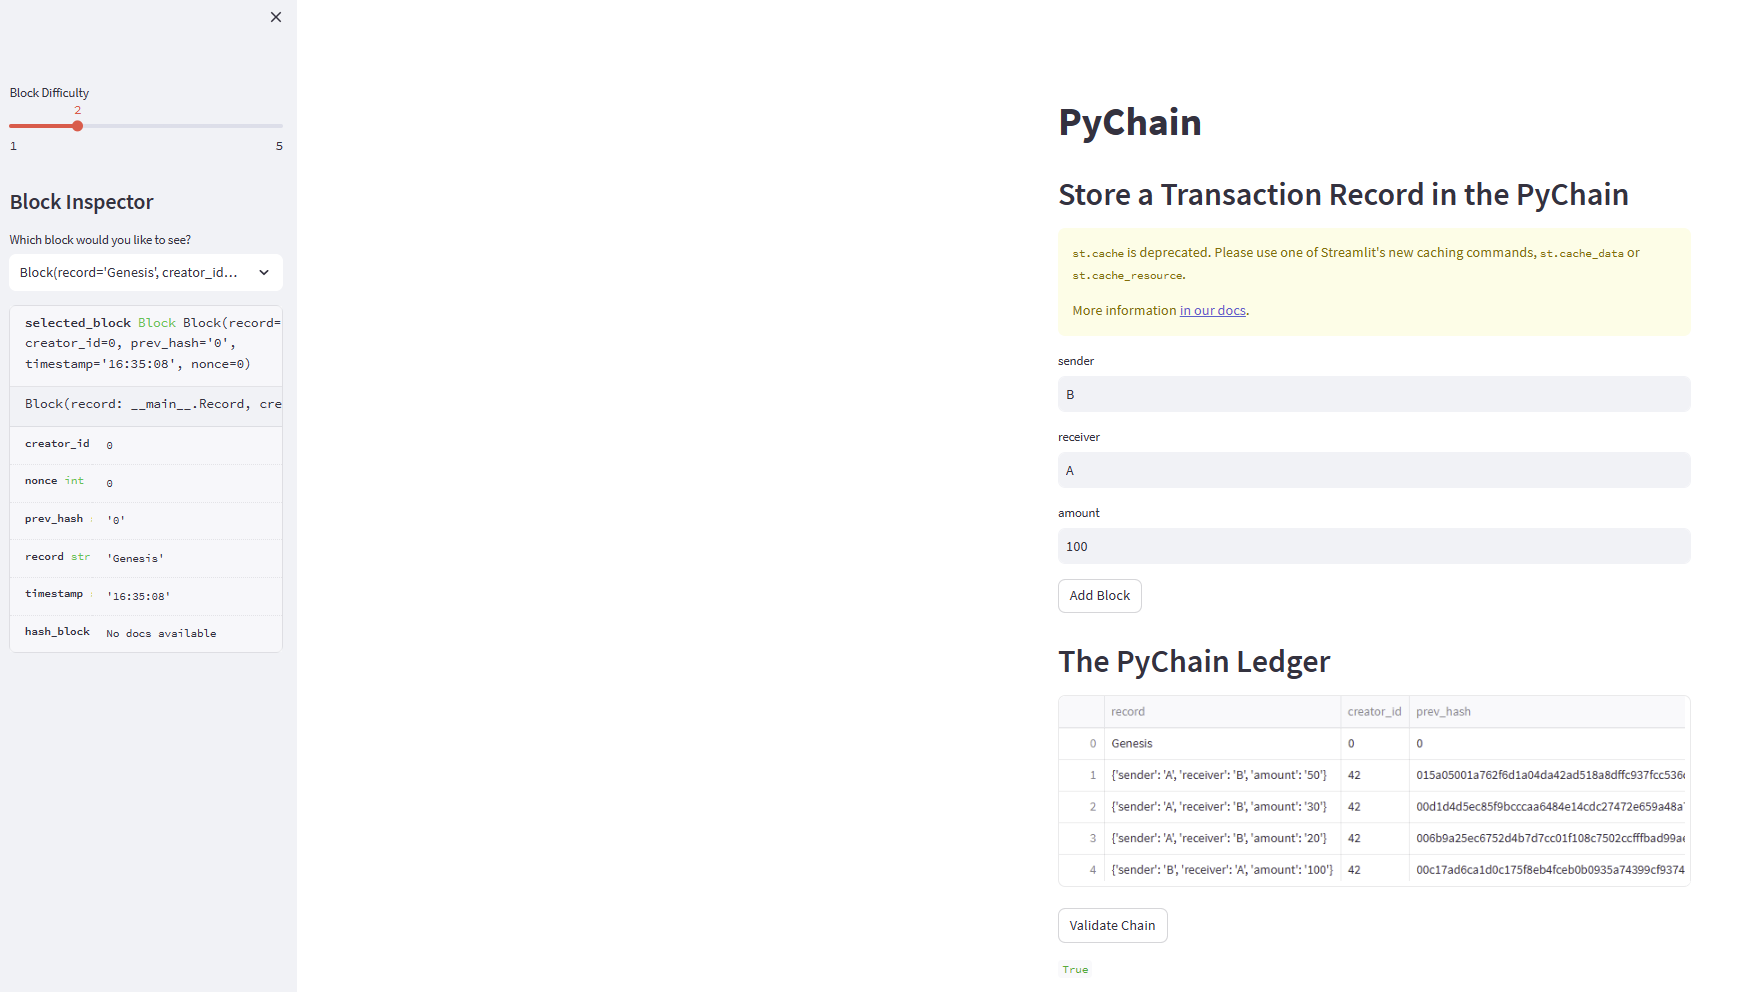 Block Difficulty
2
1 5
Block Inspector
Which block would you like to see?
Block(record='Genesis', creator_id...
selected_block Block Block(record=
creator_id=0, prev_hash='0',
timestamp='16:35:08', nonce=0)
Block(record: __main__.Record, cre
creator_id 0
nonce int 0
prev_hash '0'
record str 'Genesis'
timestamp '16:35:08'
hash_block No docs available
PyChain
Store a Transaction Record in the PyChain
st.cache is deprecated. Please use one of Streamlit's new caching commands, st.cache_data or
st.cache_resource.
More information in our docs.
sender
B
receiver
A
amount
100
Add Block
The PyChain Ledger
record creator_id prev_hash
0 Genesis 0 0
1 {'sender': 'A', 'receiver': 'B', 'amount': '50'} 42 015a05001a762f6d1a04da42ad518a8dffc937fcc536
2 {'sender': 'A', 'receiver': 'B', 'amount': '30'} 42 00d1d4d5ec85f9bcccaa6484e14cdc27472e659a48a
3 {'sender': 'A', 'receiver': 'B', 'amount': '20'} 42 006b9a25ec6752d4b7d7cc01f108c7502ccfffbad99a
4 {'sender': 'B', 'receiver': 'A', 'amount': '100'} 42 00c17ad6ca1d0c175f8eb4fceb0b0935a74399cf9374
Validate Chain
True